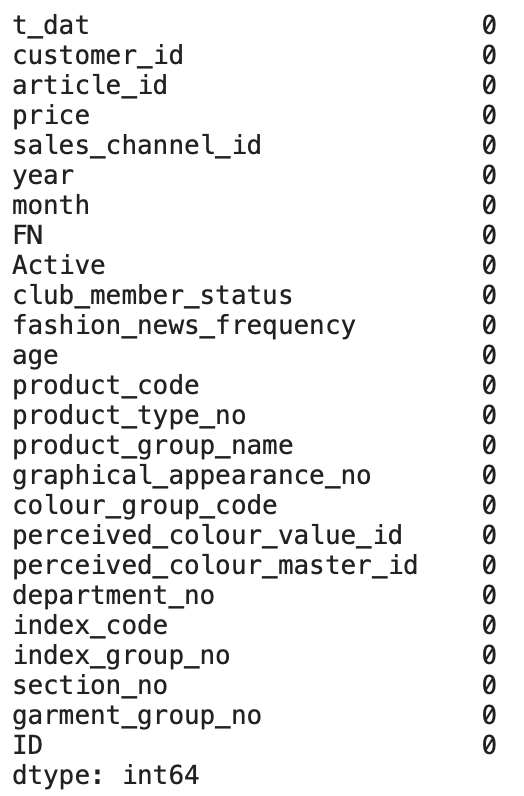 t_dat 0
customer_id 0
article_id 0
price 0
sales_channel_id 0
year 0
month 0
FN 0
Active 0
club_member_status 0
fashion_news_frequency 0
age 0
product_code 0
product_type_no 0
product_group_name 0
graphical_appearance_no 0
colour_group_code 0
perceived_colour_value_id 0
perceived_colour_master_id 0
department_no 0
index_code 0
index_group_no 0
section_no 0
garment_group_no 0
ID 0
dtype: int64